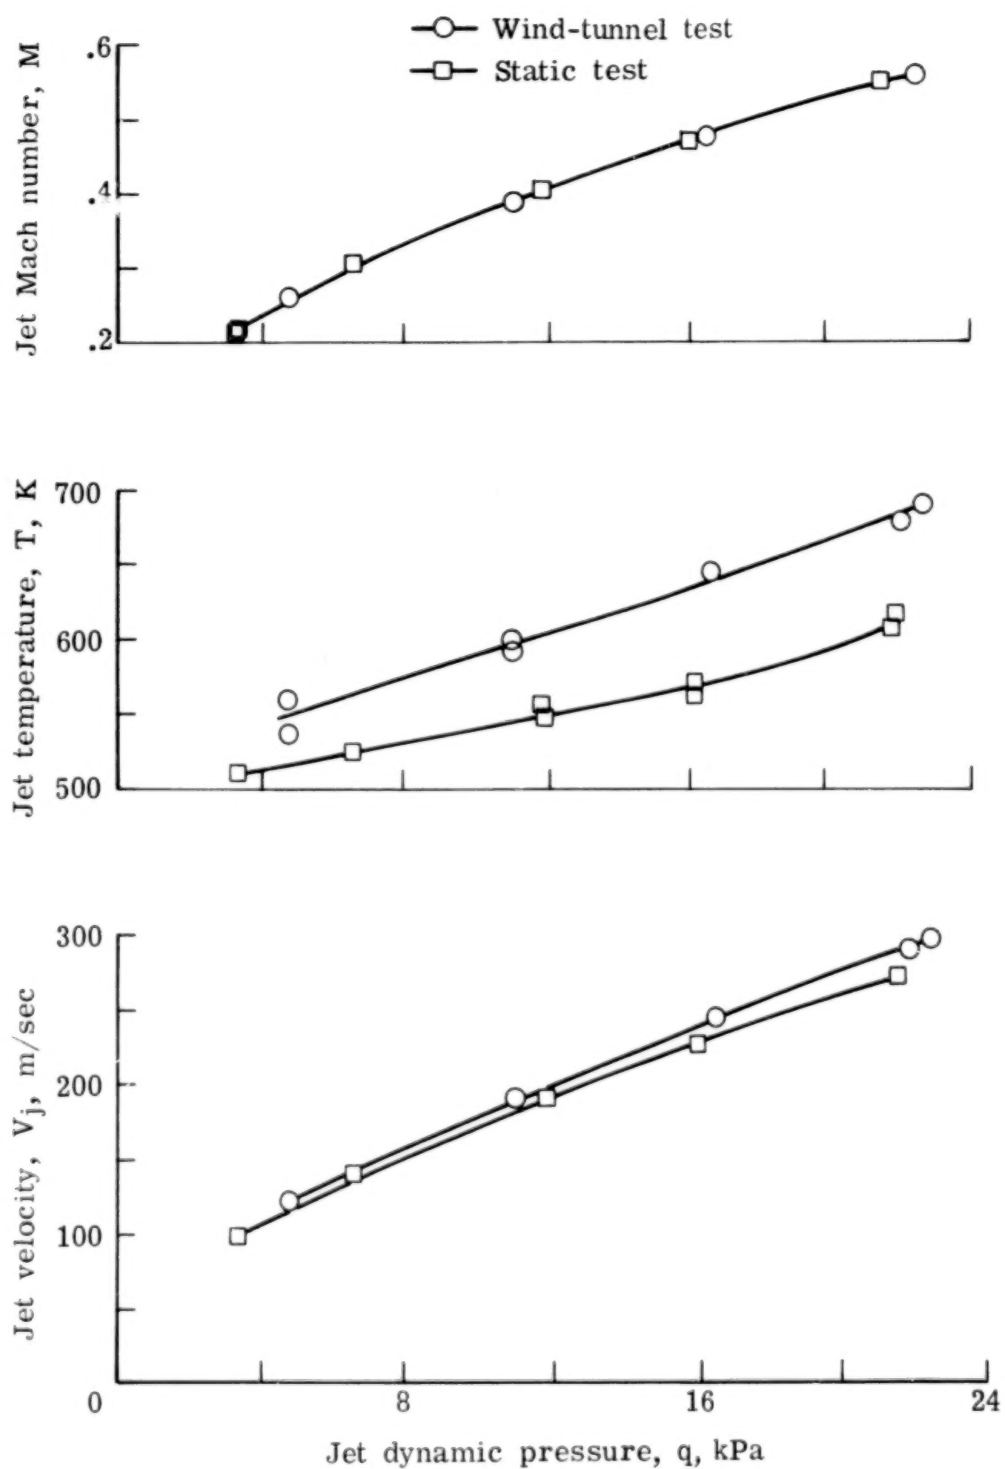 Wind-tunnel test
Static test
Jet Mach number, M
.6
.4
.2
Jet temperature, T, K
700
600
500
Jet velocity, Vj, m/sec
300
200
100
0
8
16
24
Jet dynamic pressure, q, kPa